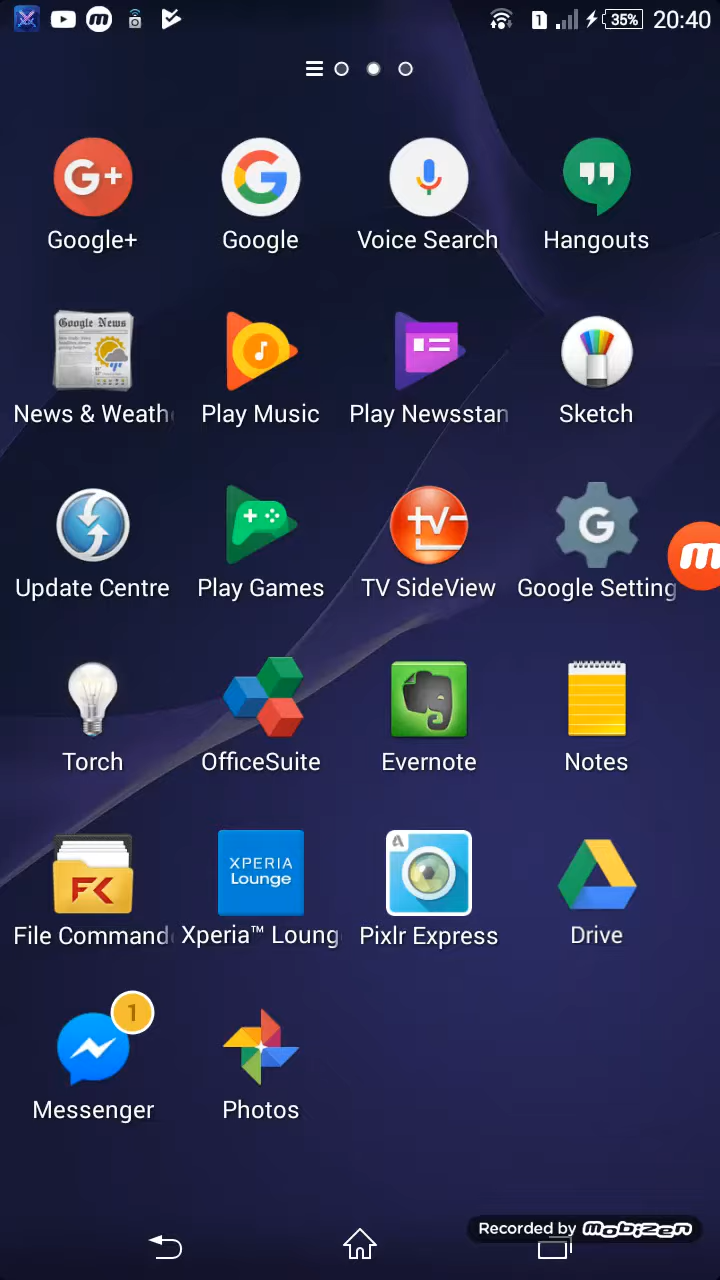 1 35% 20:40
G+
Google+ Google Voice Search Hangouts
Google News
News & Weath Play Music Play Newsstan Sketch
Update Centre Play Games TV SideView Google Setting
Torch OfficeSuite Evernote Notes
XPERIA
Lounge
File Command Xperia™ Loung Pixlr Express Drive
1
Messenger Photos
Recorded by mobizen